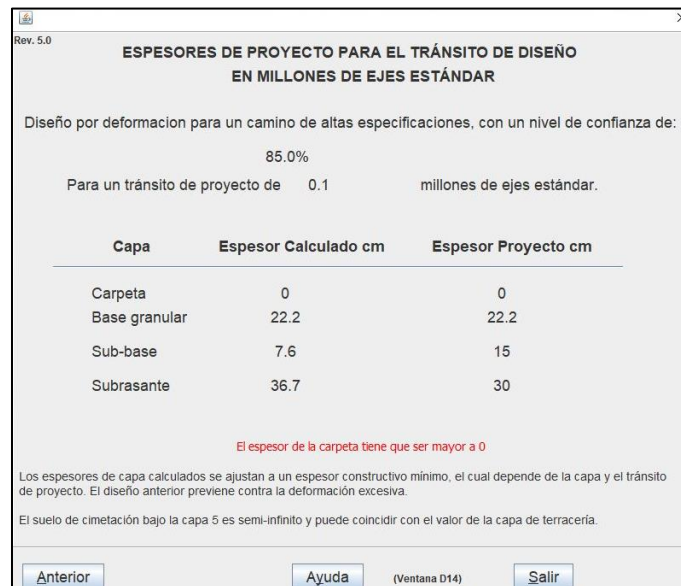 Rev. 5.0
ESPESORES DE PROYECTO PARA EL TRÁNSITO DE DISEÑO
EN MILLONES DE EJES ESTÁNDAR
Diseño por deformacion para un camino de altas especificaciones, con un nivel de confianza de:
85.0%
Para un tránsito de proyecto de 0.1 millones de ejes estándar.
Capa Espesor Calculado cm Espesor Proyecto cm
Carpeta 0 0
Base granular 22.2 22.2
Sub-base 7.6 15
Subrasante 36.7 30
El espesor de la carpeta tiene que ser mayor a 0
Los espesores de capa calculados se ajustan a un espesor constructivo mínimo, el cual depende de la capa y el tránsito
de proyecto. El diseño anterior previene contra la deformación excesiva.
El suelo de cimetación bajo la capa 5 es semi-infinito y puede coincidir con el valor de la capa de terracería.
Anterior Ayuda (Ventana D14) Salir